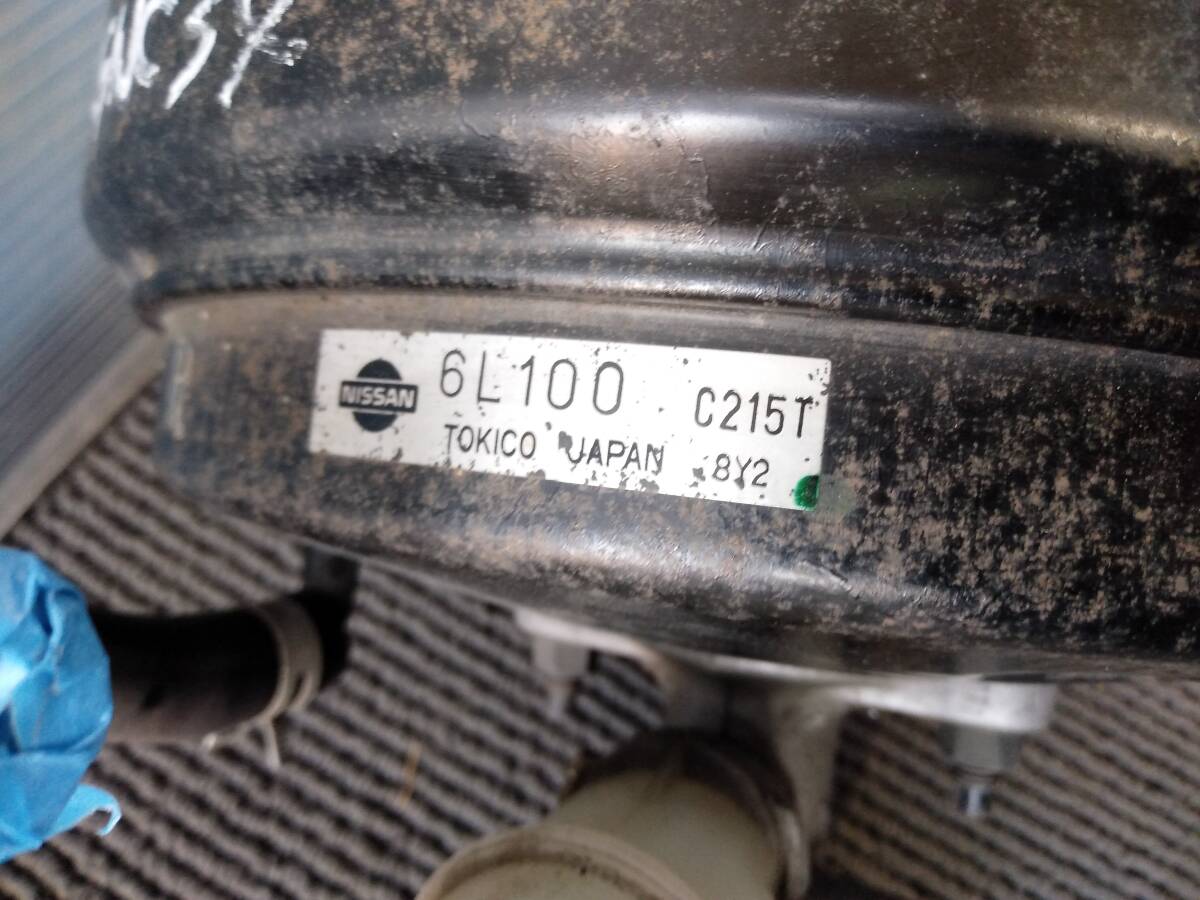 NISSAN
6L100 C215T
TOKICO JAPAN 8Y2